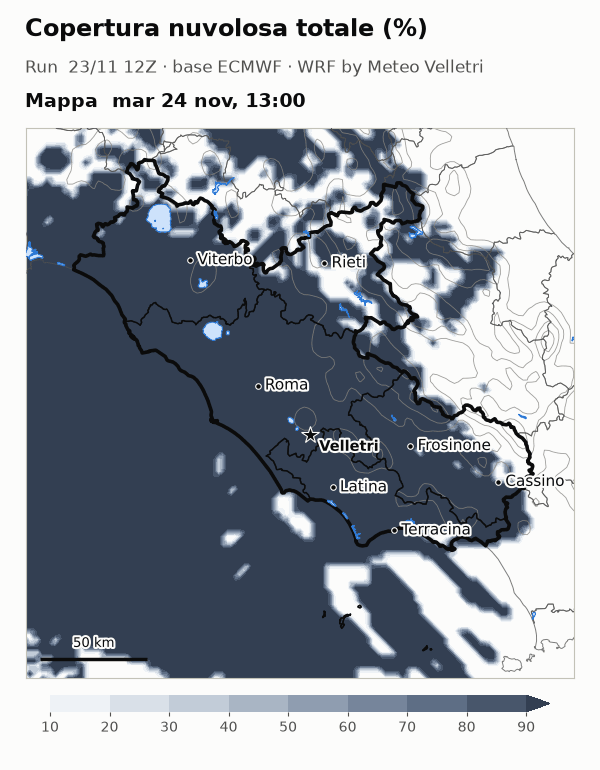 Copertura nuvolosa totale (%)
Run  23/11 12Z · base ECMWF · WRF by Meteo Velletri
Mappa  mar 24 nov, 13:00
Viterbo
Rieti
Roma
Velletri
Frosinone
Cassino
Latina
Terracina
50 km
10 20 30 40 50 60 70 80 90